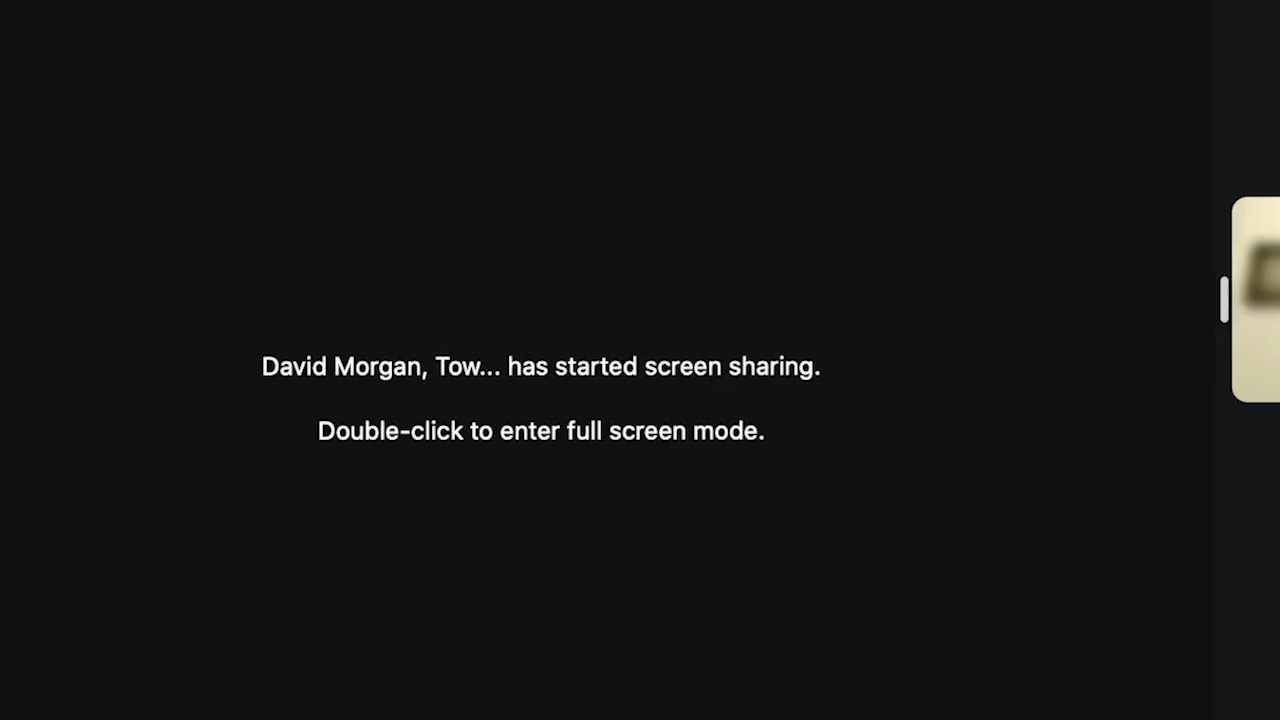 David Morgan, Tow... has started screen sharing.
Double-click to enter full screen mode.